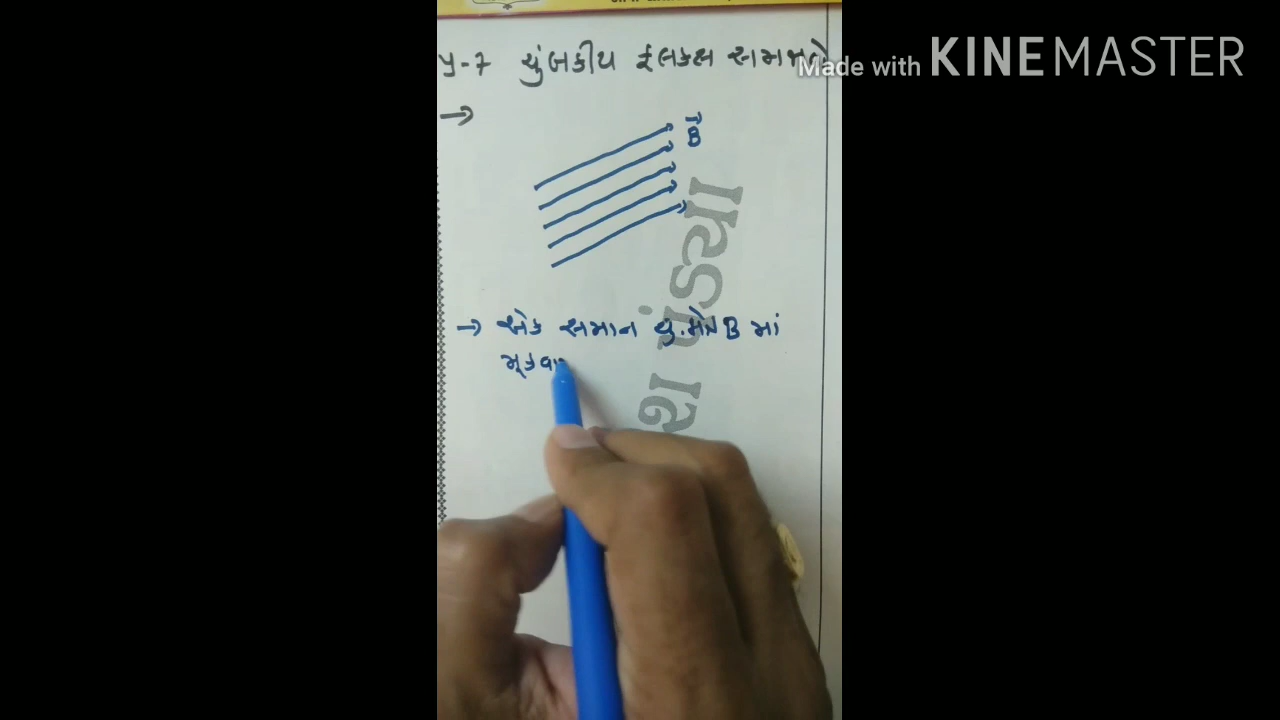 પ્ર-7 ચુંબકીય ફ્લક્સ સમજાવો
Made with KINEMASTER
→
B
→ એક સમાન ચુ.ક્ષેત્ર B માં
મૂકવા
પંડ્યા